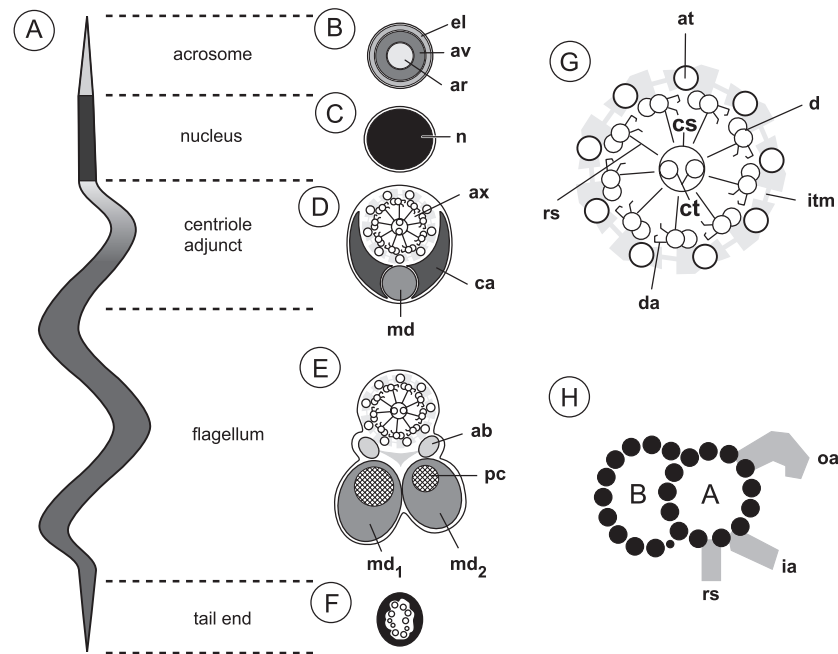 A
acrosome
nucleus
centriole
adjunct
flagellum
tail end
B
el
av
ar
C
n
D
ax
ca
md
E
ab
pc
md₁
md₂
F
G
at
d
cs
rs
ct
itm
da
H
B
A
oa
ia
rs